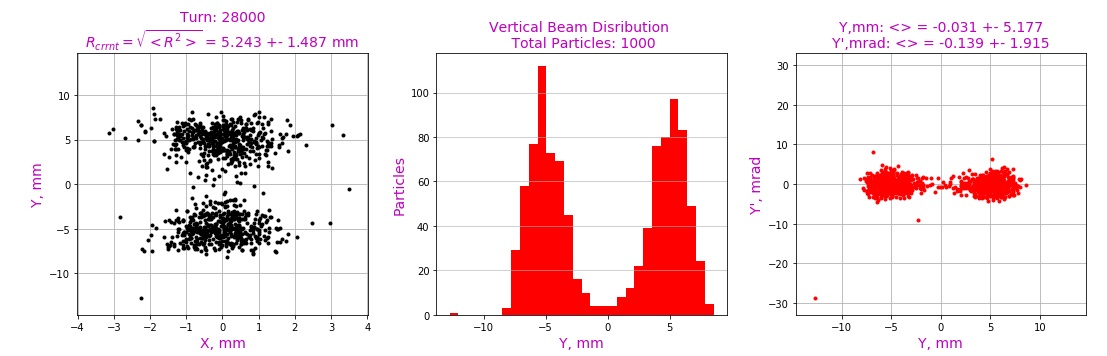 Turn: 28000
R_crrnt = √<R²> = 5.243 +- 1.487 mm
10
5
0
−5
−10
Y, mm
−4 −3 −2 −1 0 1 2 3 4
X, mm
Vertical Beam Disribution
Total Particles: 1000
100
80
60
40
20
0
Particles
−10 −5 0 5
Y, mm
Y,mm: <> = -0.031 +- 5.177
Y',mrad: <> = -0.139 +- 1.915
30
20
10
0
−10
−20
−30
Y', mrad
−10 −5 0 5 10
Y, mm